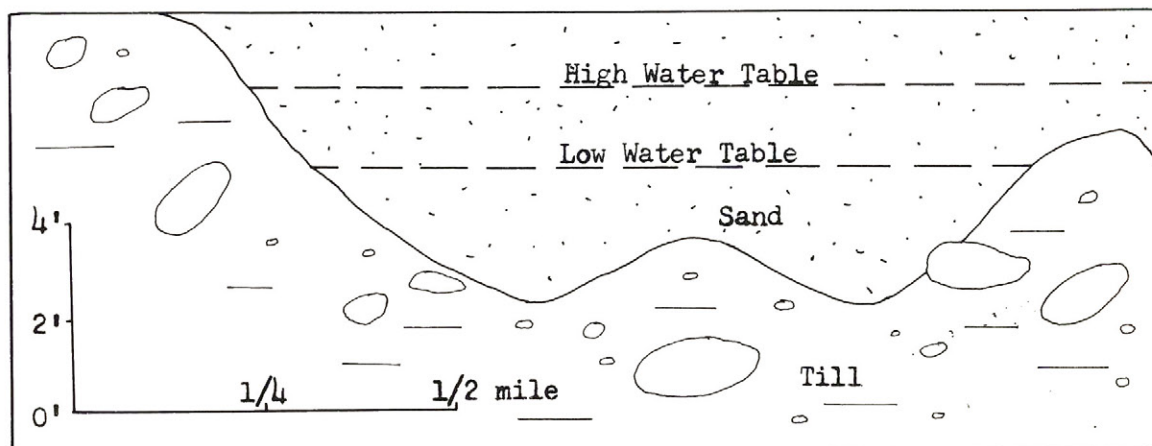 High Water Table
Low Water Table
Sand
4'
2'
Till
1/4
1/2 mile
0'